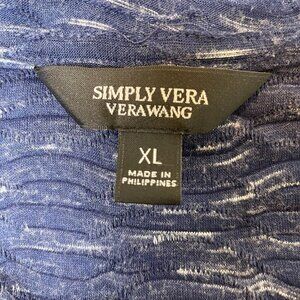 SIMPLY VERA
VERAWANG
XL
MADE IN
PHILIPPINES